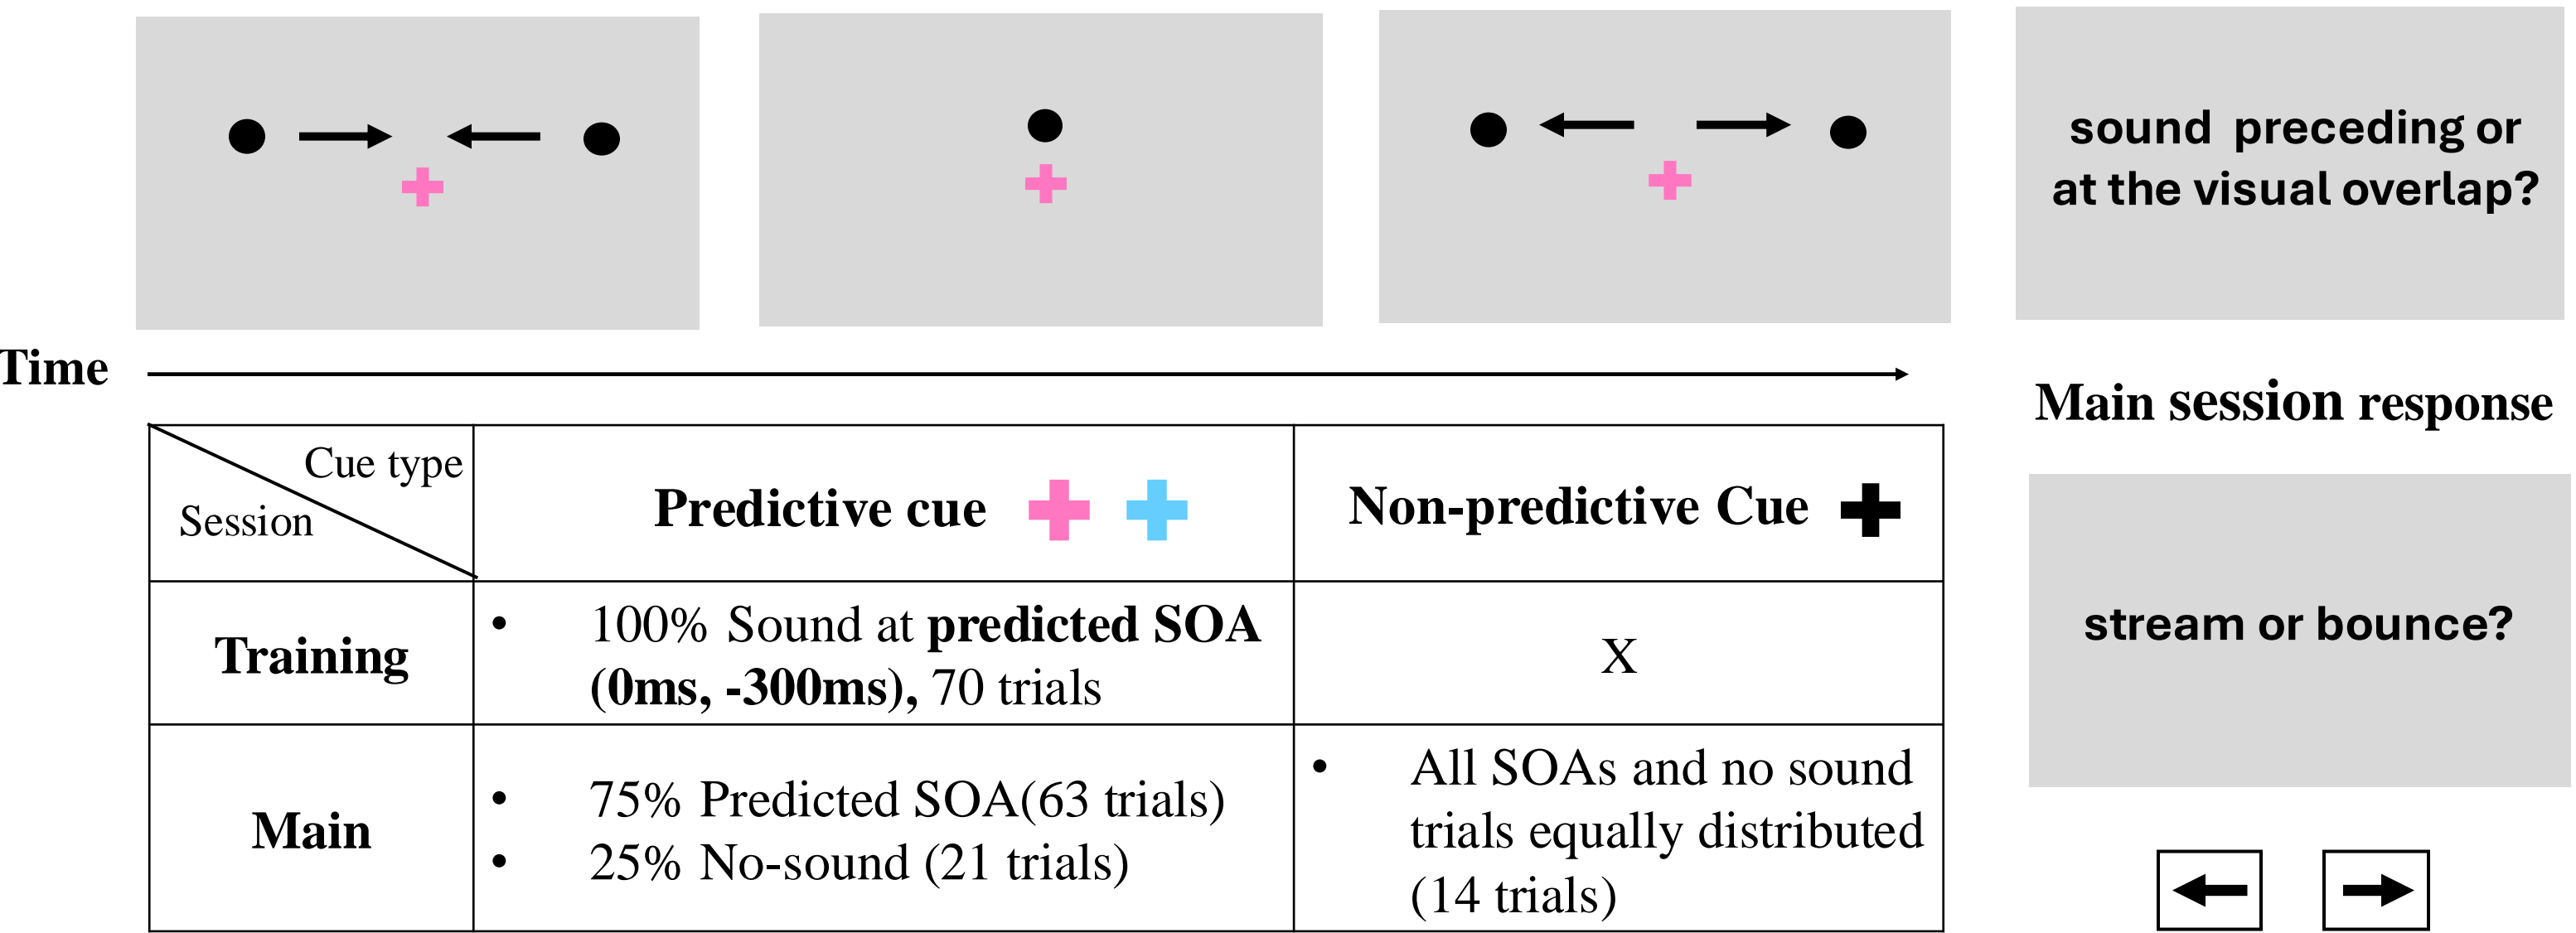 sound preceding or
at the visual overlap?
Time
Main session response
Cue type
Session
Predictive cue
Non-predictive Cue
Training
• 100% Sound at predicted SOA
(0ms, -300ms), 70 trials
X
Main
• 75% Predicted SOA(63 trials)
• 25% No-sound (21 trials)
• All SOAs and no sound
trials equally distributed
(14 trials)
stream or bounce?